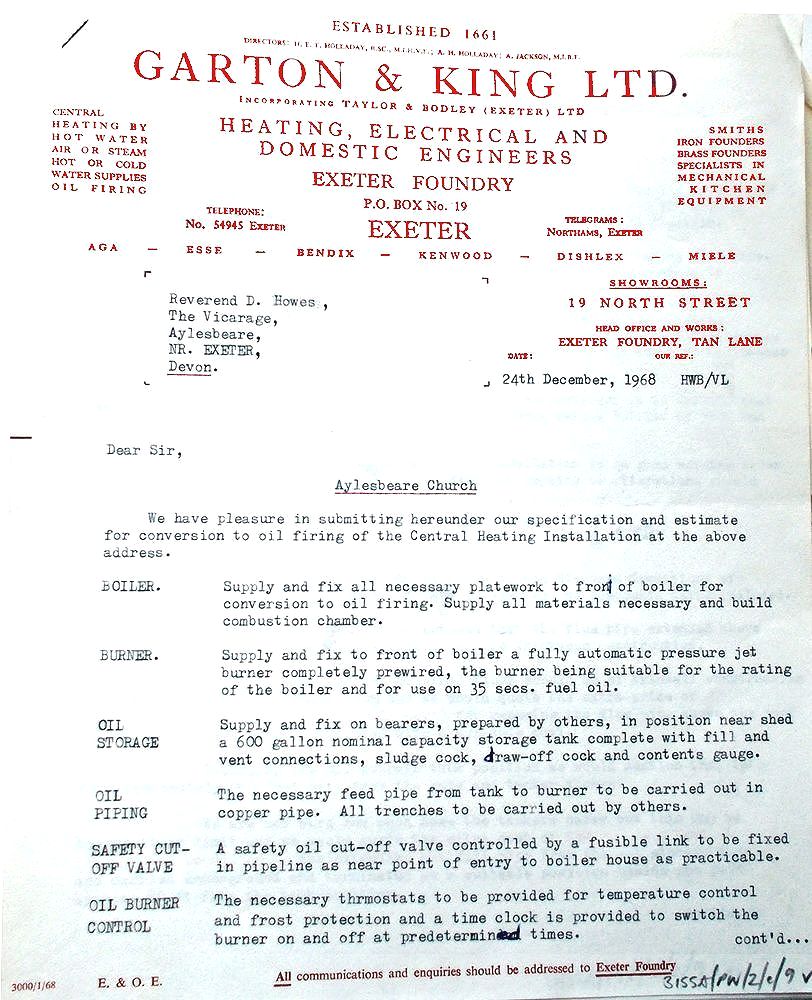 ESTABLISHED 1661
DIRECTORS: H. E. F. HOLLADAY, B.SC., M.I.H.V.E.; A. H. HOLLADAY; A. JACKSON, M.I.B.F.
GARTON & KING LTD.
INCORPORATING TAYLOR & BODLEY (EXETER) LTD
CENTRAL
HEATING BY
HOT WATER
AIR OR STEAM
HOT OR COLD
WATER SUPPLIES
OIL FIRING
HEATING, ELECTRICAL AND
DOMESTIC ENGINEERS
EXETER FOUNDRY
P.O. BOX No. 19
EXETER
SMITHS
IRON FOUNDERS
BRASS FOUNDERS
SPECIALISTS IN
MECHANICAL
KITCHEN
EQUIPMENT
TELEPHONE:
No. 54945 EXETER
TELEGRAMS:
NORTHAMS, EXETER
AGA — ESSE — BENDIX — KENWOOD — DISHLEX — MIELE
SHOWROOMS:
19 NORTH STREET
HEAD OFFICE AND WORKS:
EXETER FOUNDRY, TAN LANE
DATE: OUR REF.:
24th December, 1968 HWB/VL
Reverend D. Howes,
The Vicarage,
Aylesbeare,
NR. EXETER,
Devon.
Dear Sir,
Aylesbeare Church
We have pleasure in submitting hereunder our specification and estimate
for conversion to oil firing of the Central Heating Installation at the above
address.
BOILER. Supply and fix all necessary platework to front of boiler for
conversion to oil firing. Supply all materials necessary and build
combustion chamber.
BURNER. Supply and fix to front of boiler a fully automatic pressure jet
burner completely prewired, the burner being suitable for the rating
of the boiler and for use on 35 secs. fuel oil.
OIL Supply and fix on bearers, prepared by others, in position near shed
STORAGE a 600 gallon nominal capacity storage tank complete with fill and
vent connections, sludge cock, draw-off cock and contents gauge.
OIL The necessary feed pipe from tank to burner to be carried out in
PIPING copper pipe. All trenches to be carried out by others.
SAFETY CUT- A safety oil cut-off valve controlled by a fusible link to be fixed
OFF VALVE in pipeline as near point of entry to boiler house as practicable.
OIL BURNER The necessary thrmostats to be provided for temperature control
CONTROL and frost protection and a time clock is provided to switch the
burner on and off at predetermined times.
cont'd...
3000/1/68 E. & O. E. All communications and enquiries should be addressed to Exeter Foundry
3155A/PW/2/c/9